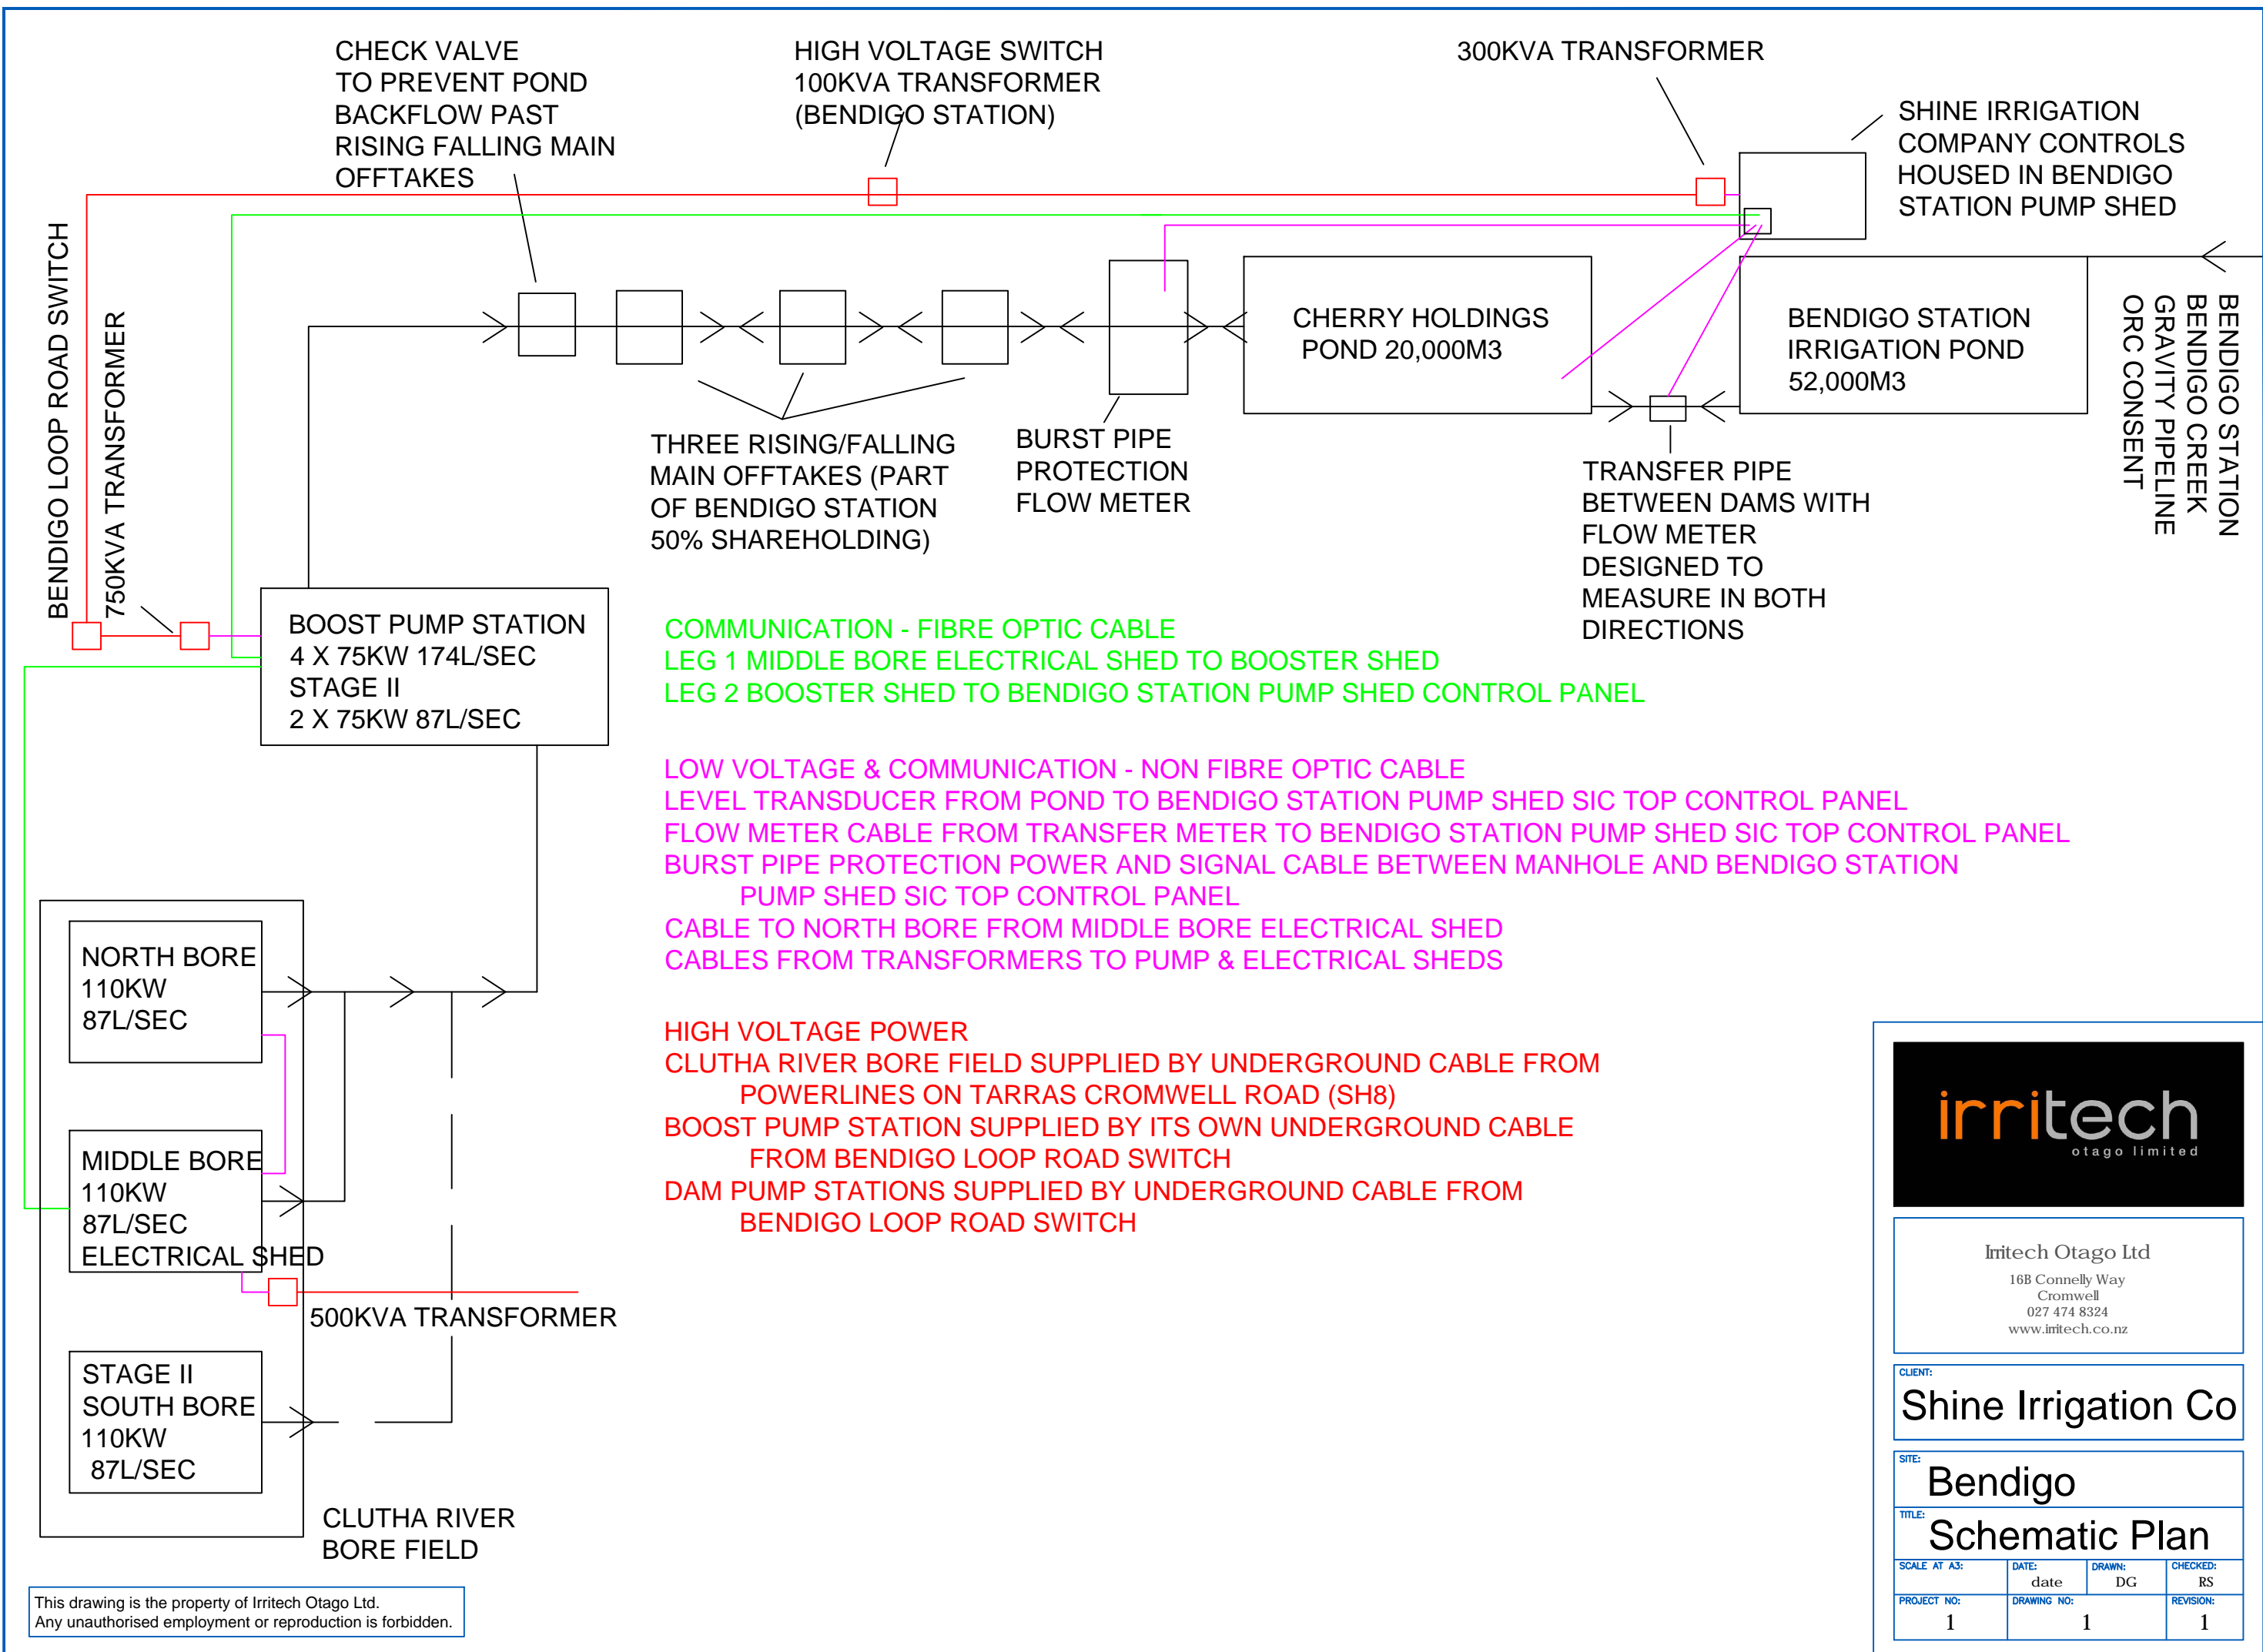 CHECK VALVE
TO PREVENT POND
BACKFLOW PAST
RISING FALLING MAIN
OFFTAKES
HIGH VOLTAGE SWITCH
100KVA TRANSFORMER
(BENDIGO STATION)
300KVA TRANSFORMER
SHINE IRRIGATION
COMPANY CONTROLS
HOUSED IN BENDIGO
STATION PUMP SHED
BENDIGO LOOP ROAD SWITCH
750KVA TRANSFORMER
CHERRY HOLDINGS
POND 20,000M3
BENDIGO STATION
IRRIGATION POND
52,000M3
BENDIGO STATION
BENDIGO CREEK
GRAVITY PIPELINE
ORC CONSENT
THREE RISING/FALLING
MAIN OFFTAKES (PART
OF BENDIGO STATION
50% SHAREHOLDING)
BURST PIPE
PROTECTION
FLOW METER
TRANSFER PIPE
BETWEEN DAMS WITH
FLOW METER
DESIGNED TO
MEASURE IN BOTH
DIRECTIONS
BOOST PUMP STATION
4 X 75KW 174L/SEC
STAGE II
2 X 75KW 87L/SEC
COMMUNICATION - FIBRE OPTIC CABLE
LEG 1 MIDDLE BORE ELECTRICAL SHED TO BOOSTER SHED
LEG 2 BOOSTER SHED TO BENDIGO STATION PUMP SHED CONTROL PANEL
LOW VOLTAGE & COMMUNICATION - NON FIBRE OPTIC CABLE
LEVEL TRANSDUCER FROM POND TO BENDIGO STATION PUMP SHED SIC TOP CONTROL PANEL
FLOW METER CABLE FROM TRANSFER METER TO BENDIGO STATION PUMP SHED SIC TOP CONTROL PANEL
BURST PIPE PROTECTION POWER AND SIGNAL CABLE BETWEEN MANHOLE AND BENDIGO STATION
PUMP SHED SIC TOP CONTROL PANEL
CABLE TO NORTH BORE FROM MIDDLE BORE ELECTRICAL SHED
CABLES FROM TRANSFORMERS TO PUMP & ELECTRICAL SHEDS
HIGH VOLTAGE POWER
CLUTHA RIVER BORE FIELD SUPPLIED BY UNDERGROUND CABLE FROM
POWERLINES ON TARRAS CROMWELL ROAD (SH8)
BOOST PUMP STATION SUPPLIED BY ITS OWN UNDERGROUND CABLE
FROM BENDIGO LOOP ROAD SWITCH
DAM PUMP STATIONS SUPPLIED BY UNDERGROUND CABLE FROM
BENDIGO LOOP ROAD SWITCH
NORTH BORE
110KW
87L/SEC
MIDDLE BORE
110KW
87L/SEC
ELECTRICAL SHED
500KVA TRANSFORMER
STAGE II
SOUTH BORE
110KW
87L/SEC
CLUTHA RIVER
BORE FIELD
This drawing is the property of Irritech Otago Ltd.
Any unauthorised employment or reproduction is forbidden.
irritech
otago limited
Irritech Otago Ltd
16B Connelly Way
Cromwell
027 474 8324
www.irritech.co.nz
CLIENT:
Shine Irrigation Co
SITE:
Bendigo
TITLE:
Schematic Plan
SCALE AT A3: DATE: DRAWN: CHECKED:
date DG RS
PROJECT NO: DRAWING NO: REVISION:
1 1 1